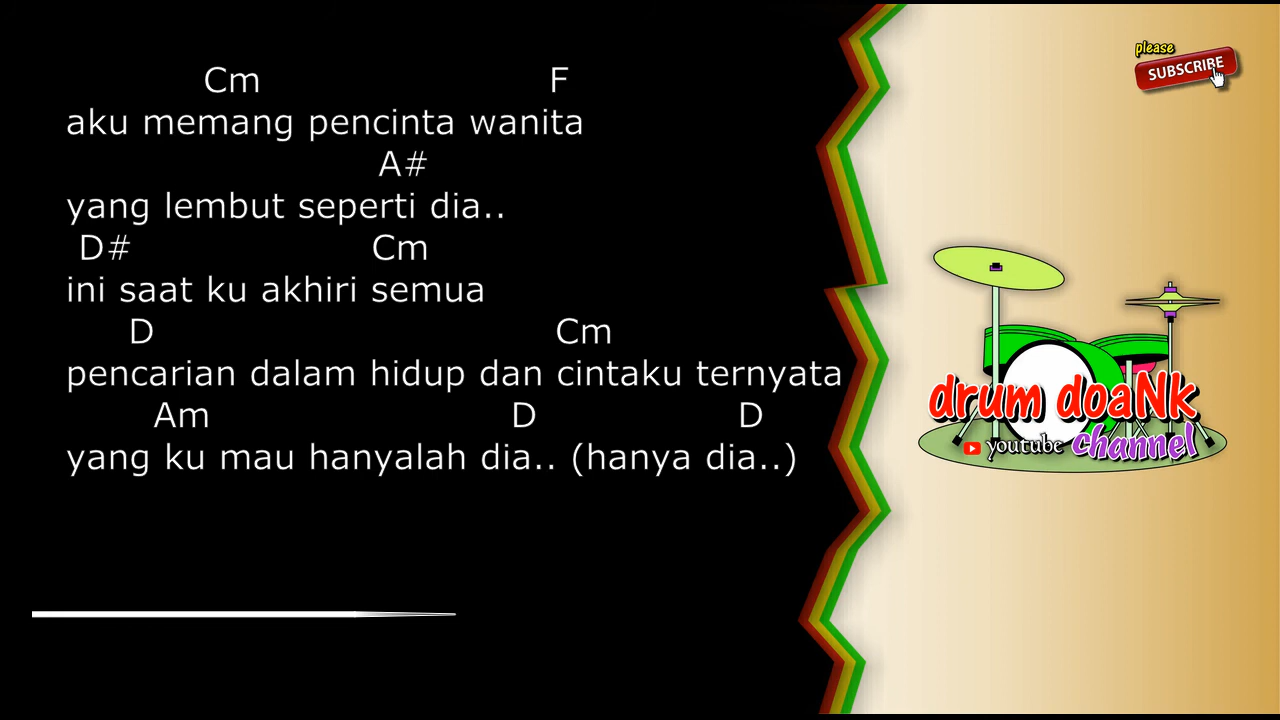 Cm F
aku memang pencinta wanita
A#
yang lembut seperti dia..
D# Cm
ini saat ku akhiri semua
D Cm
pencarian dalam hidup dan cintaku ternyata
Am D D
yang ku mau hanyalah dia.. (hanya dia..)
please
SUBSCRIBE
drum doaNk
youtube channel